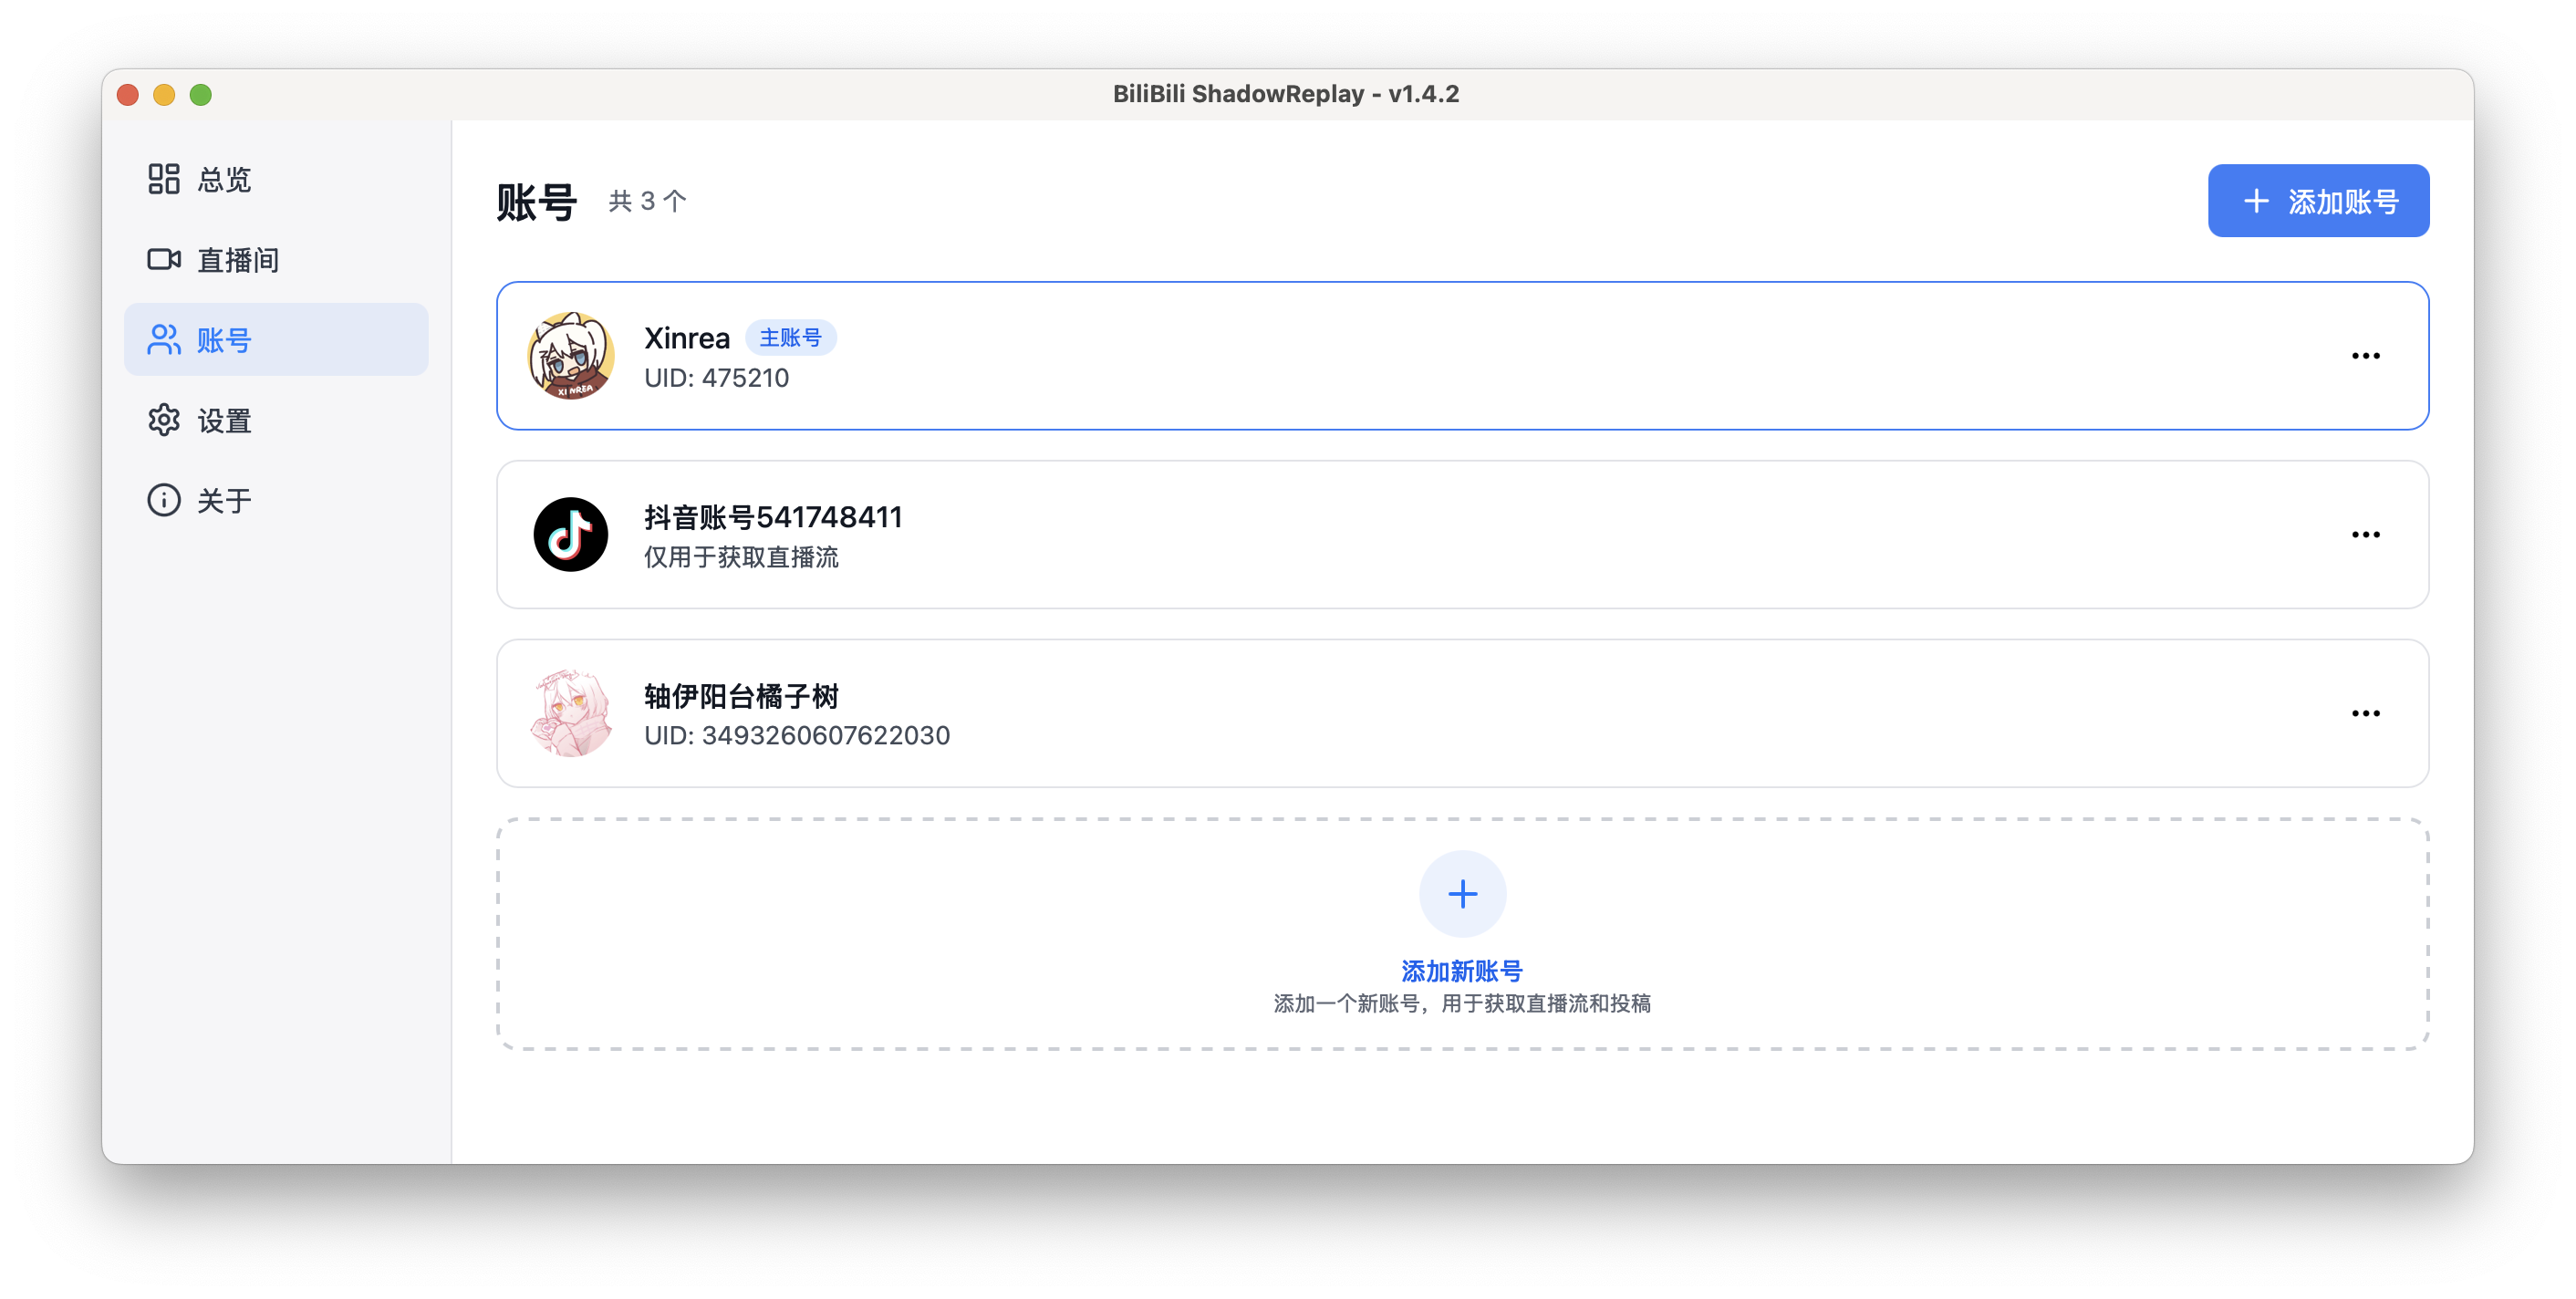 BiliBili ShadowReplay - v1.4.2
总览
直播间
账号
设置
关于
账号 共 3 个
添加账号
Xinrea 主账号
UID: 475210
XINREA
抖音账号541748411
仅用于获取直播流
轴伊阳台橘子树
UID: 3493260607622030
添加新账号
添加一个新账号，用于获取直播流和投稿